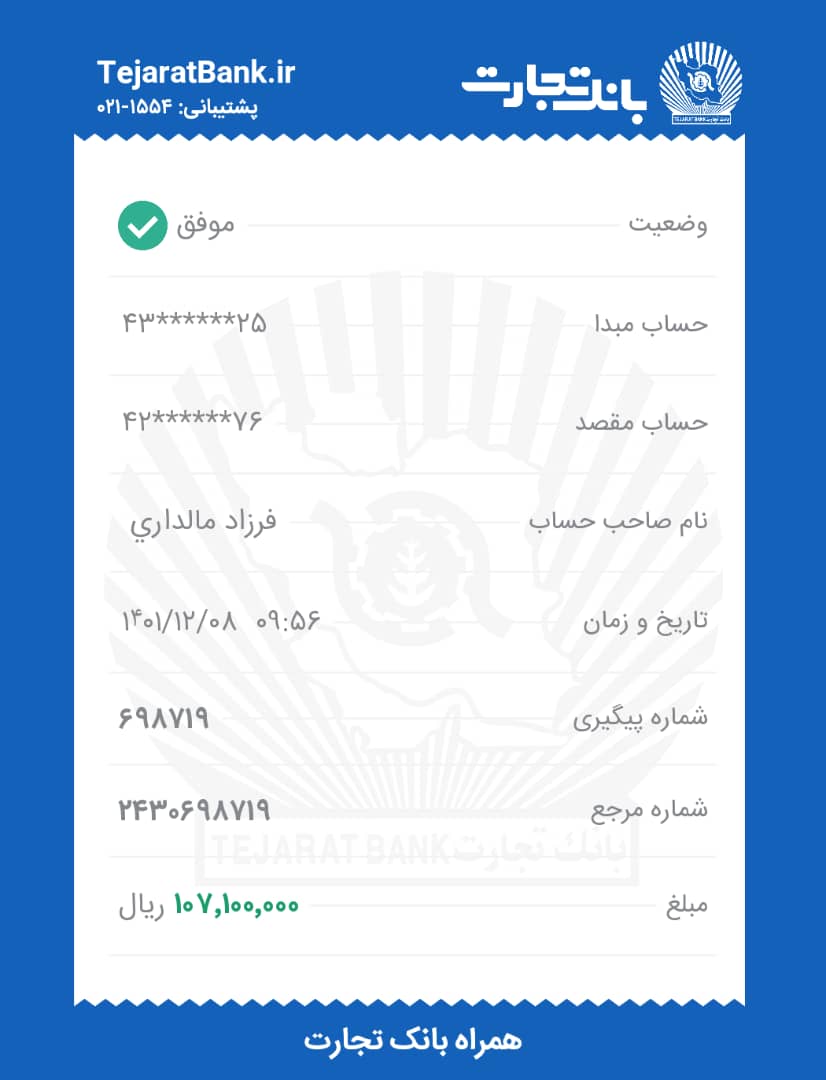 بانک تجارت
TejaratBank.ir
پشتیبانی: ۱۵۵۴-۰۲۱
TEJARAT BANK بانک تجارت
وضعیت موفق
حساب مبدا ۴۳******۲۵
حساب مقصد ۴۲******۷۶
نام صاحب حساب فرزاد مالداري
تاریخ و زمان ۱۴۰۱/۱۲/۰۸ ۰۹:۵۶
شماره پیگیری ۶۹۸۷۱۹
شماره مرجع ۲۴۳۰۶۹۸۷۱۹
TEJARAT BANK بانك تجارت
مبلغ ۱۰۷,۱۰۰,۰۰۰ ریال
همراه بانک تجارت